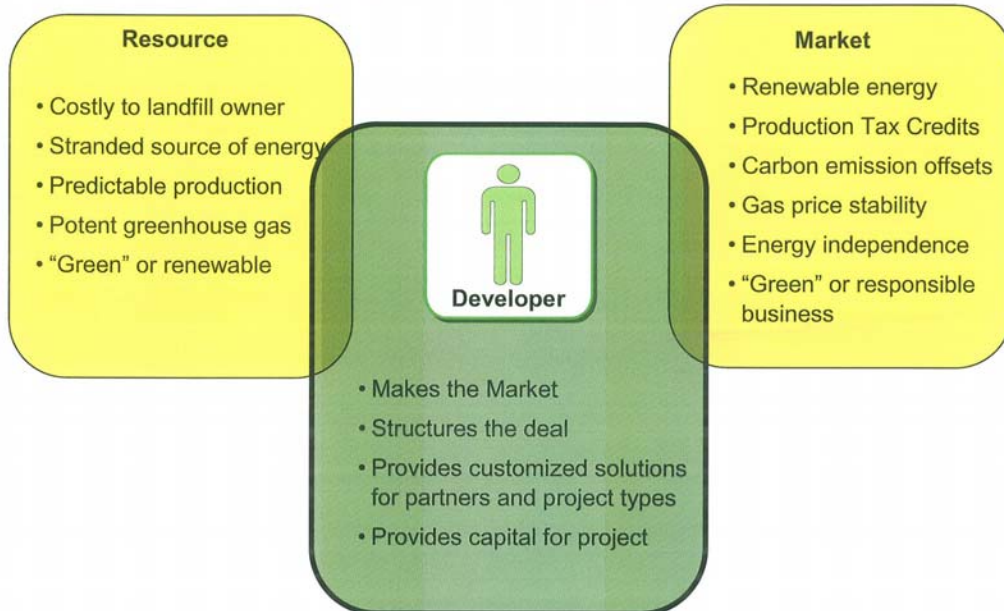 Resource
• Costly to landfill owner
• Stranded source of energy
• Predictable production
• Potent greenhouse gas
• “Green” or renewable
Market
• Renewable energy
• Production Tax Credits
• Carbon emission offsets
• Gas price stability
• Energy independence
• “Green” or responsible
business
Developer
• Makes the Market
• Structures the deal
• Provides customized solutions
for partners and project types
• Provides capital for project